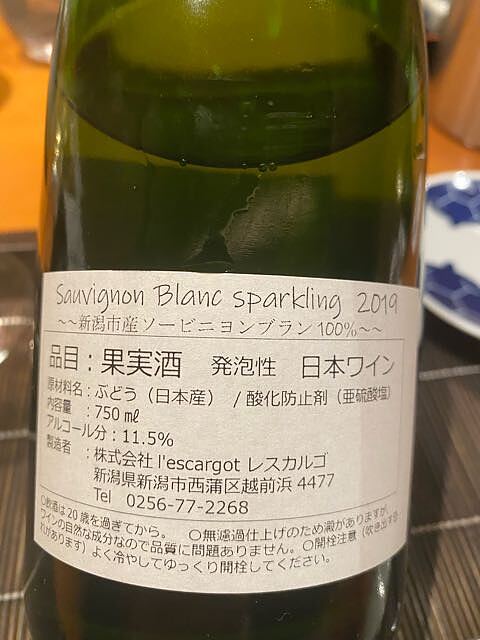 Sauvignon Blanc sparkling 2019
~~新潟市産ソービニヨンブラン100%~~
品目:果実酒 発泡性 日本ワイン
原材料名:ぶどう(日本産) /酸化防止剤(亜硫酸塩)
内容量 :750㎖
アルコール分:11.5%
製造者 :株式会社 l'escargot レスカルゴ
新潟県新潟市西蒲区越前浜 4477
Tel 0256-77-2268
○飲酒は20歳を過ぎてから。 ○無濾過仕上げのため澱がありますが、
ワインの自然な成分なので品質に問題ありません。○開栓注意(吹き出す恐
れがあります)よく冷やしてゆっくり開栓してください。